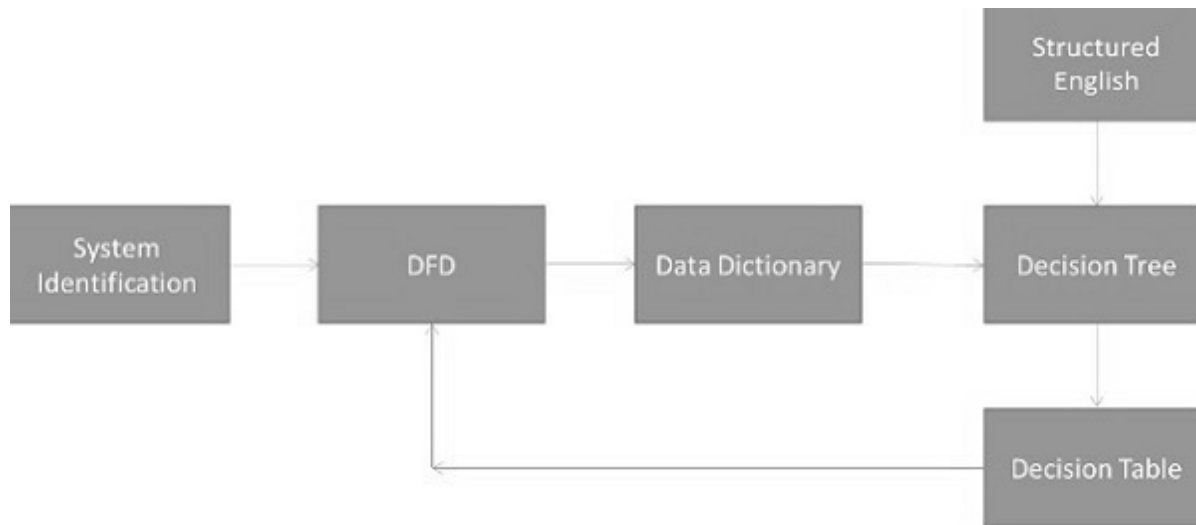 Structured
English
System
Identification
DFD
Data Dictionary
Decision Tree
Decision Table